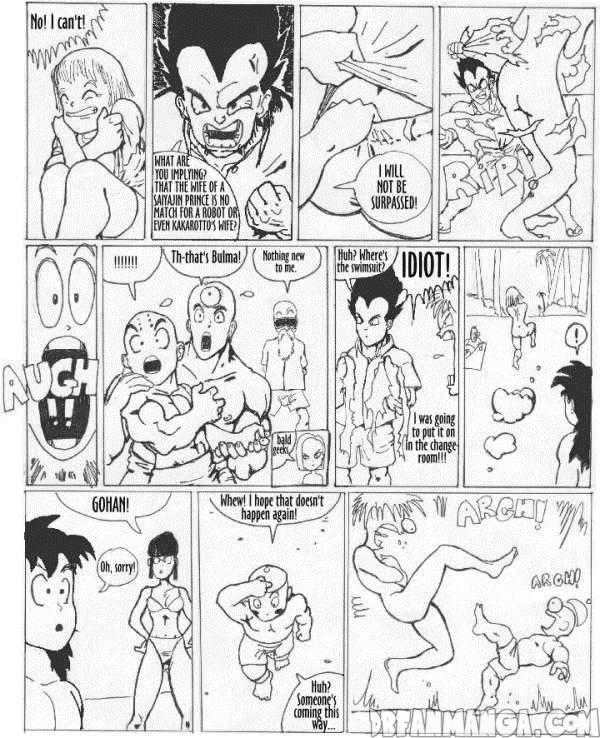 No! I can't!
WHAT ARE
YOU IMPLYING?
THAT THE WIFE OF A
SAIYAJIN PRINCE IS NO
MATCH FOR A ROBOT OR
EVEN KAKAROTTO'S WIFE?
I WILL
NOT BE
SURPASSED!
AUGH
!!
!!!!!!!
Th-that's Bulma!
Nothing new
to me.
bald
geeks.
Huh? Where's
the swimsuit?
IDIOT!
I was going
to put it on
in the change-
room!!!
!
GOHAN!
Oh, sorry!
Whew! I hope that doesn't
happen again!
Huh?
Someone's
coming this
way...
ARGH!
ARGH!
DBFANMANGA.COM